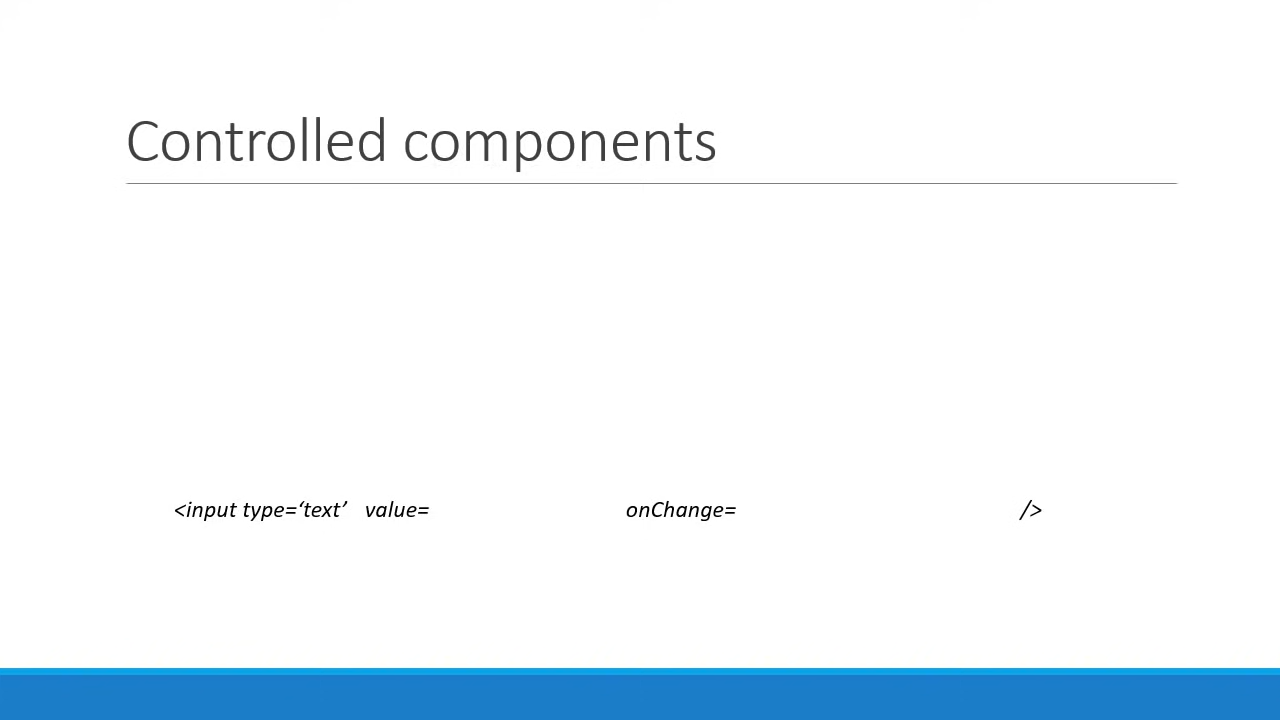 Controlled components
<input type=‘text’ value= onChange= />